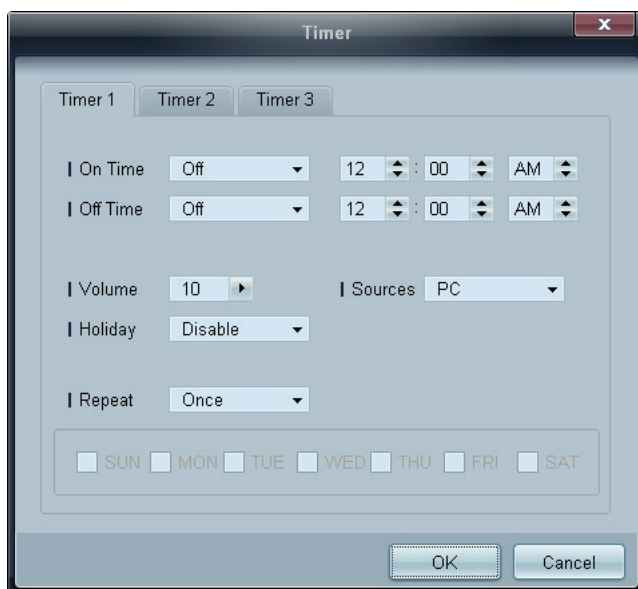 Timer
x
Timer 1 Timer 2 Timer 3
On Time Off 12 : 00 AM
Off Time Off 12 : 00 AM
Volume 10 Sources PC
Holiday Disable
Repeat Once
SUN MON TUE WED THU FRI SAT
OK Cancel